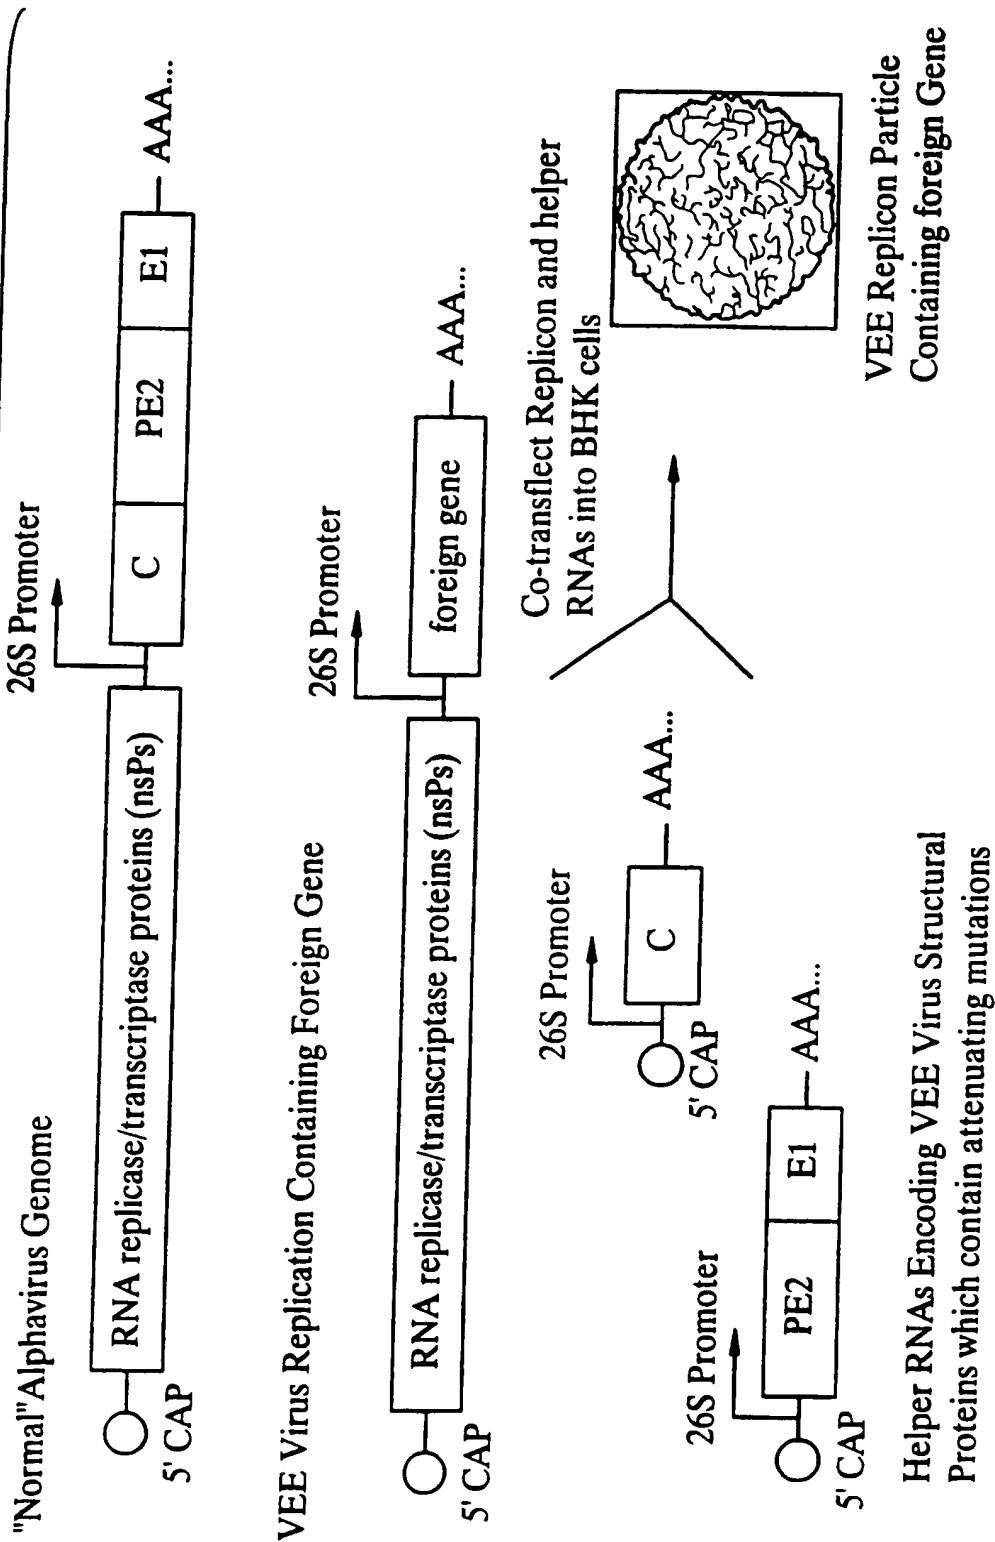 "Normal"Alphavirus Genome
26S Promoter
RNA replicase/transcriptase proteins (nsPs)
C
PE2
E1
AAA...
5' CAP
VEE Virus Replication Containing Foreign Gene
26S Promoter
RNA replicase/transcriptase proteins (nsPs)
foreign gene
AAA...
5' CAP
Co-transflect Replicon and helper
RNAs into BHK cells
26S Promoter
C
AAA...
5' CAP
26S Promoter
PE2
E1
AAA...
5' CAP
VEE Replicon Particle
Containing foreign Gene
Helper RNAs Encoding VEE Virus Structural
Proteins which contain attenuating mutations